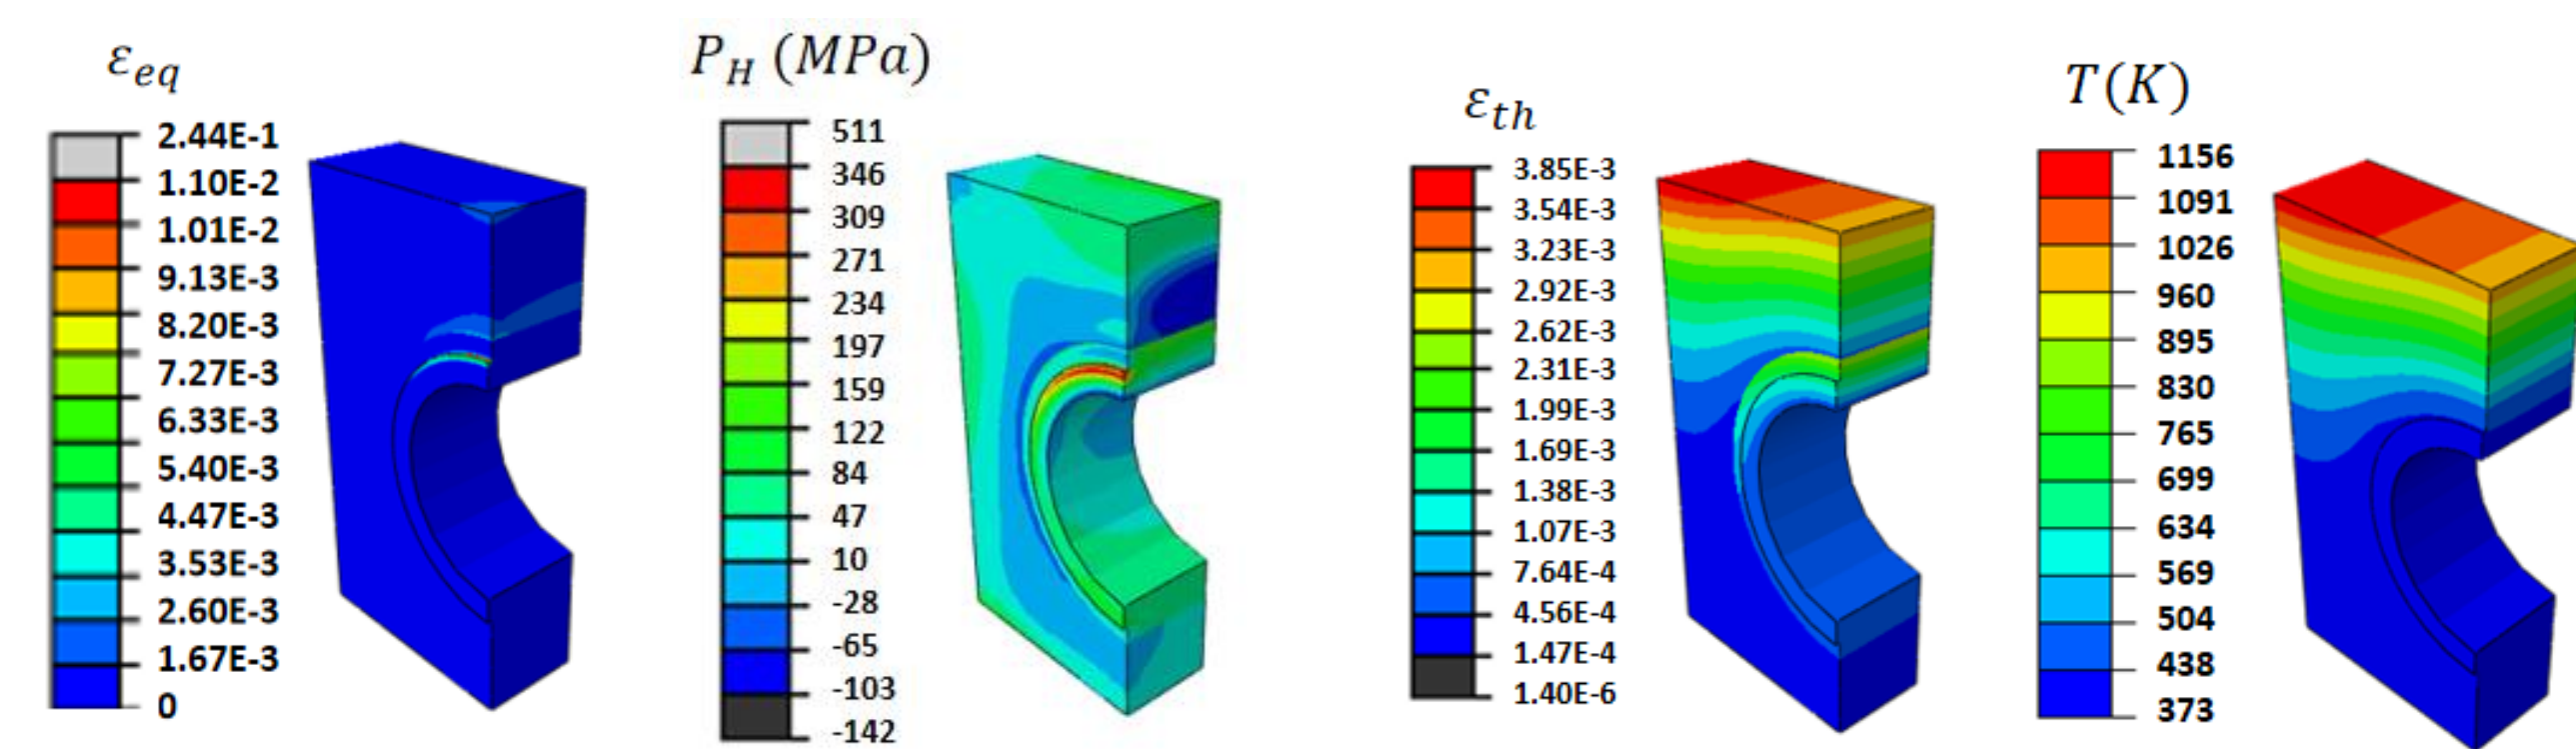 ε_eq
2.44E-1
1.10E-2
1.01E-2
9.13E-3
8.20E-3
7.27E-3
6.33E-3
5.40E-3
4.47E-3
3.53E-3
2.60E-3
1.67E-3
0
P_H (MPa)
511
346
309
271
234
197
159
122
84
47
10
-28
-65
-103
-142
ε_th
3.85E-3
3.54E-3
3.23E-3
2.92E-3
2.62E-3
2.31E-3
1.99E-3
1.69E-3
1.38E-3
1.07E-3
7.64E-4
4.56E-4
1.47E-4
1.40E-6
T(K)
1156
1091
1026
960
895
830
765
699
634
569
504
438
373